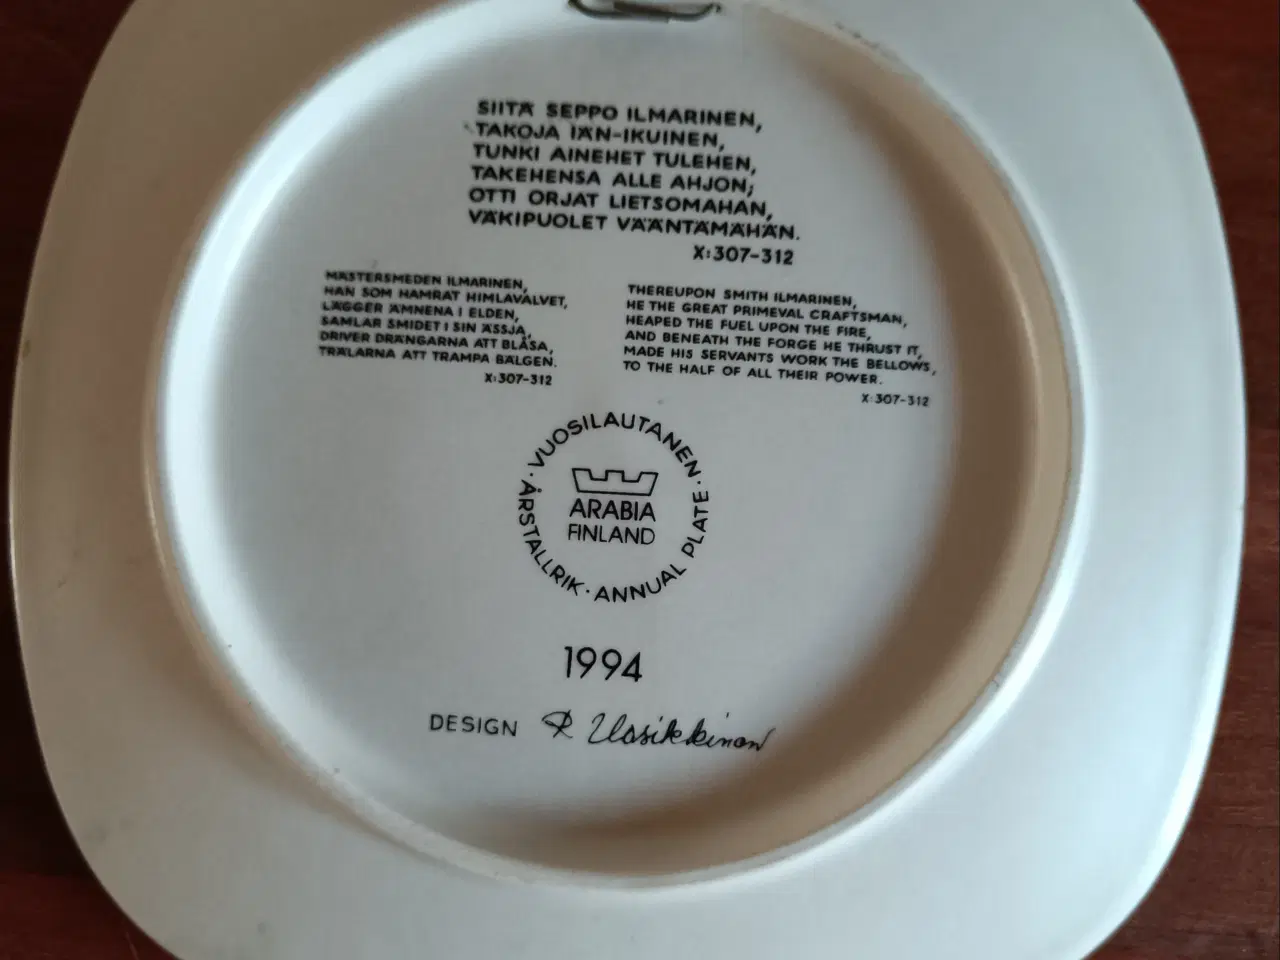 SIITÄ SEPPO ILMARINEN,
TAKOJA IÄN-IKUINEN,
TUNKI AINEHET TULEHEN,
TAKEHENSA ALLE AHJON;
OTTI ORJAT LIETSOMAHAN,
VÄKIPUOLET VÄÄNTÄMÄHÄN.
X:307-312
MÄSTERSMEDEN ILMARINEN,
HAN SOM HAMRAT HIMLAVALVET,
LÄGGER ÄMNENA I ELDEN,
SAMLAR SMIDET I SIN ÄSSJA,
DRIVER DRÄNGARNA ATT BLÅSA,
TRÄLARNA ATT TRAMPA BÄLGEN.
X:307-312
THEREUPON SMITH ILMARINEN,
HE THE GREAT PRIMEVAL CRAFTSMAN,
HEAPED THE FUEL UPON THE FIRE,
AND BENEATH THE FORGE HE THRUST IT,
MADE HIS SERVANTS WORK THE BELLOWS,
TO THE HALF OF ALL THEIR POWER.
X:307-312
· VUOSILAUTANEN · ANNUAL PLATE
ÅRSTALLRIK ·
ARABIA
FINLAND
1994
DESIGN R Uosikkinen